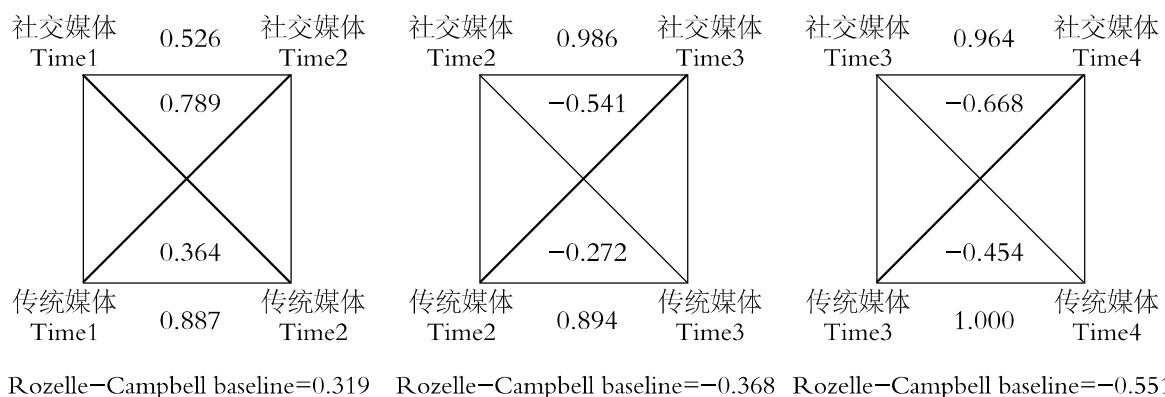 社交媒体 0.526 社交媒体 社交媒体 0.986 社交媒体 社交媒体 0.964 社交媒体
Time1 Time2 Time2 Time3 Time3 Time4
0.789 −0.541 −0.668
0.364 −0.272 −0.454
传统媒体 传统媒体 传统媒体 传统媒体 传统媒体 传统媒体
Time1 0.887 Time2 Time2 0.894 Time3 Time3 1.000 Time4
Rozelle−Campbell baseline=0.319 Rozelle−Campbell baseline=−0.368 Rozelle−Campbell baseline=−0.551